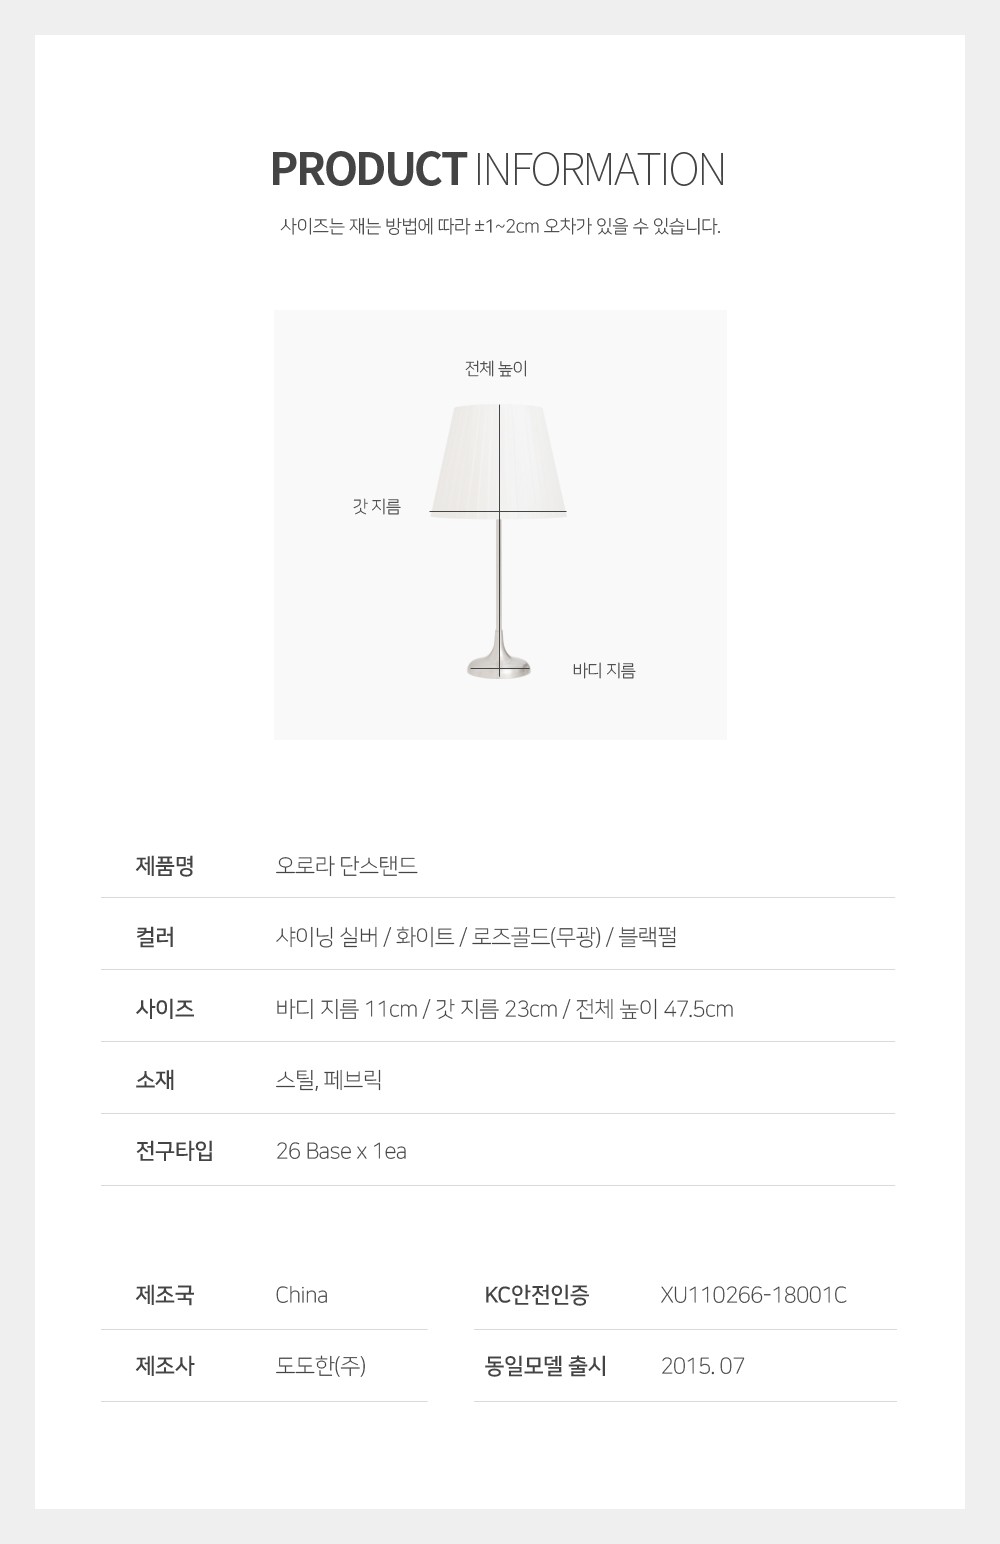 PRODUCT INFORMATION
사이즈는 재는 방법에 따라 ±1~2cm 오차가 있을 수 있습니다.
전체 높이
갓 지름
바디 지름
제품명 오로라 단스탠드
컬러 샤이닝 실버 / 화이트 / 로즈골드(무광) / 블랙펄
사이즈 바디 지름 11cm / 갓 지름 23cm / 전체 높이 47.5cm
소재 스틸, 페브릭
전구타입 26 Base x 1ea
제조국 China KC안전인증 XU110266-18001C
제조사 도도한(주) 동일모델 출시 2015. 07